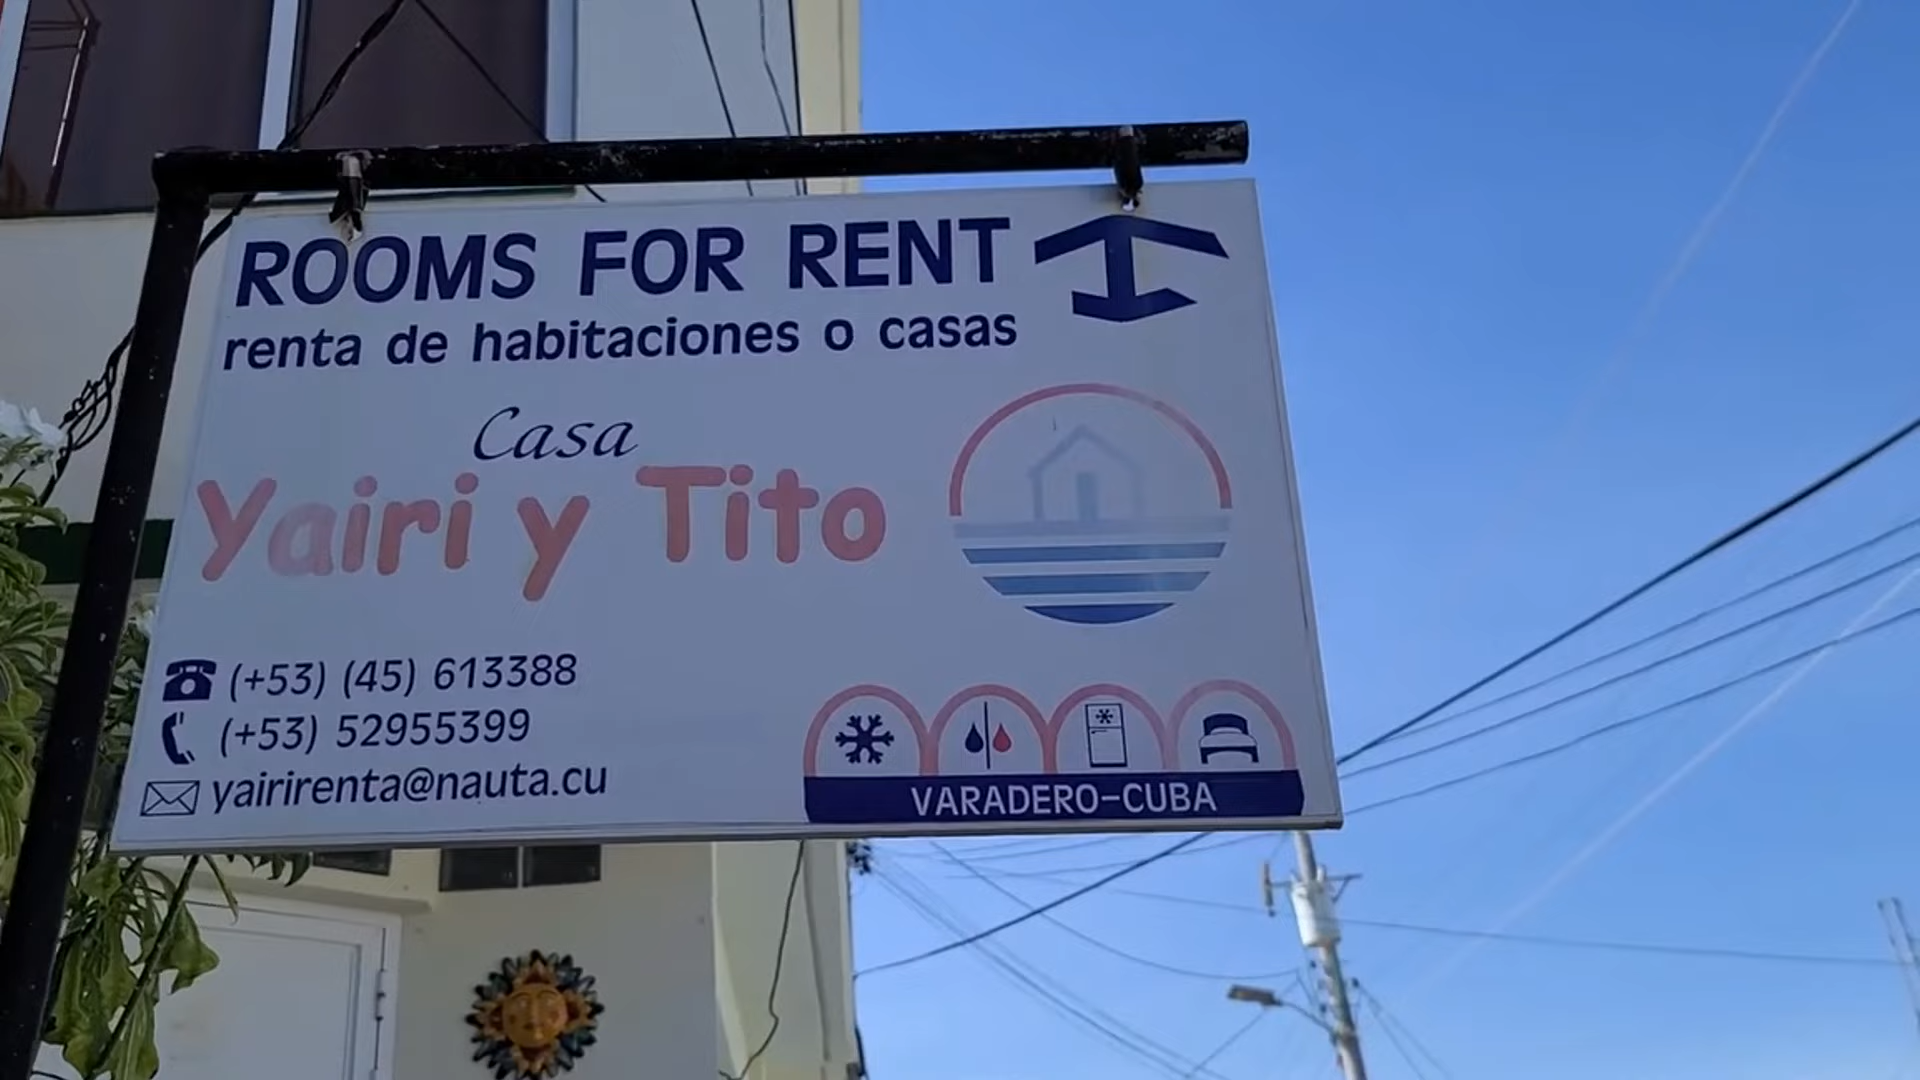 ROOMS FOR RENT
renta de habitaciones o casas
Casa
Yairi y Tito
(+53) (45) 613388
(+53) 52955399
yairirenta@nauta.cu
VARADERO-CUBA